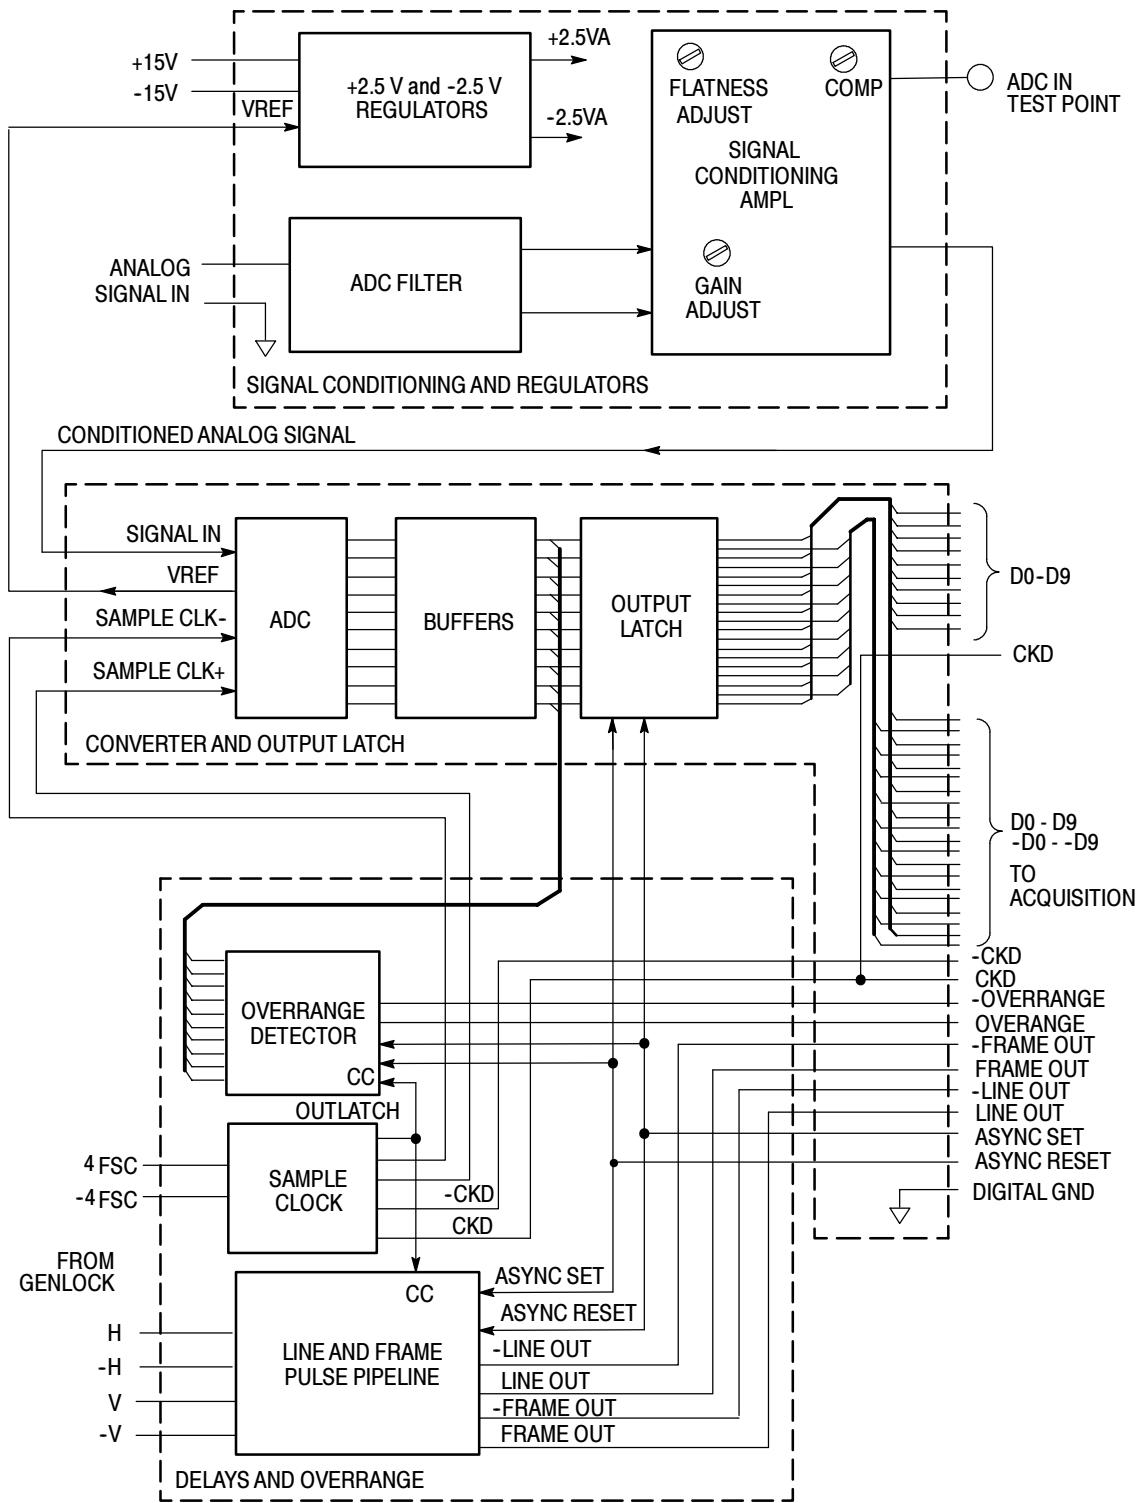 +15V
-15V
VREF
+2.5 V and -2.5 V
REGULATORS
+2.5VA
-2.5VA
FLATNESS
ADJUST
COMP
SIGNAL
CONDITIONING
AMPL
GAIN
ADJUST
ADC IN
TEST POINT
ANALOG
SIGNAL IN
ADC FILTER
SIGNAL CONDITIONING AND REGULATORS
CONDITIONED ANALOG SIGNAL
SIGNAL IN
VREF
SAMPLE CLK-
SAMPLE CLK+
ADC
BUFFERS
OUTPUT
LATCH
D0-D9
CKD
CONVERTER AND OUTPUT LATCH
D0 - D9
-D0 - -D9
TO
ACQUISITION
-CKD
CKD
-OVERRANGE
OVERANGE
-FRAME OUT
FRAME OUT
-LINE OUT
LINE OUT
ASYNC SET
ASYNC RESET
DIGITAL GND
OVERRANGE
DETECTOR
CC
OUTLATCH
4 FSC
-4 FSC
SAMPLE
CLOCK
-CKD
CKD
FROM
GENLOCK
H
-H
V
-V
CC
LINE AND FRAME
PULSE PIPELINE
ASYNC SET
ASYNC RESET
-LINE OUT
LINE OUT
-FRAME OUT
FRAME OUT
DELAYS AND OVERRANGE